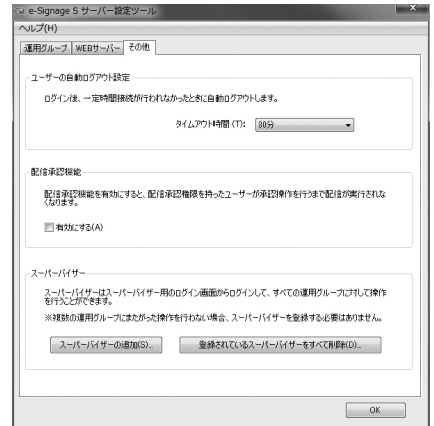 e-Signage S サーバー設定ツール
ヘルプ(H)
運用グループ WEBサーバー その他
ユーザーの自動ログアウト設定
ログイン後、一定時間接続が行われなかったときに自動ログアウトします。
タイムアウト時間 (T): 30分
配信承認機能
配信承認機能を有効にすると、配信承認権限を持ったユーザーが承認操作を行うまで配信が実行されな
くなります。
有効にする(A)
スーパーバイザー
スーパーバイザーはスーパーバイザー用のログイン画面からログインして、すべての運用グループに対して操作
を行うことができます。
※複数の運用グループにまたがった操作を行わない場合、スーパーバイザーを登録する必要はありません。
スーパーバイザーの追加(S)... 登録されているスーパーバイザーをすべて削除(D)...
OK